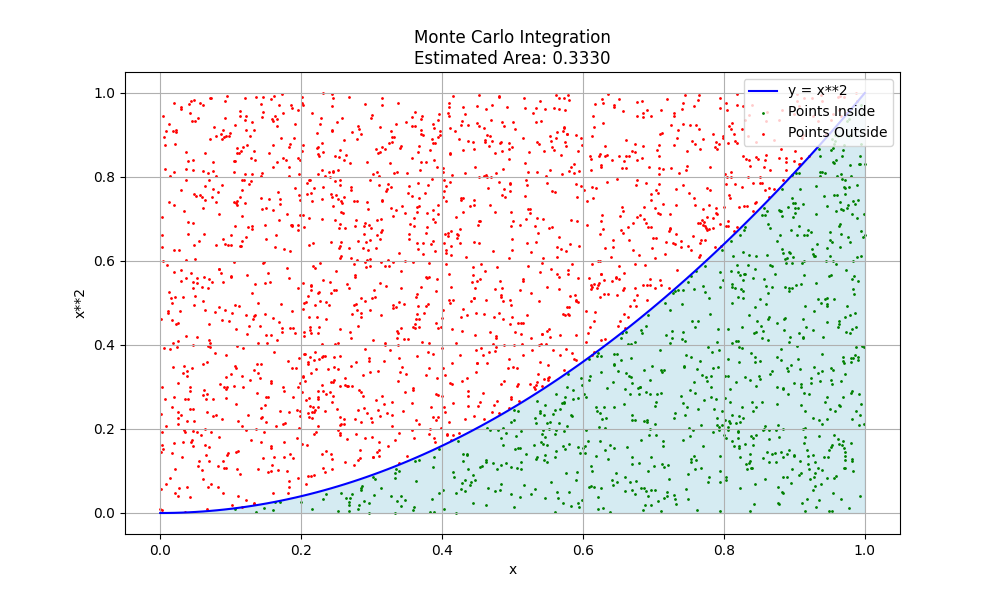 Monte Carlo Integration
Estimated Area: 0.3330
y = x**2
Points Inside
Points Outside
1.0
0.8
0.6
0.4
0.2
0.0
x**2
0.0 0.2 0.4 0.6 0.8 1.0
x